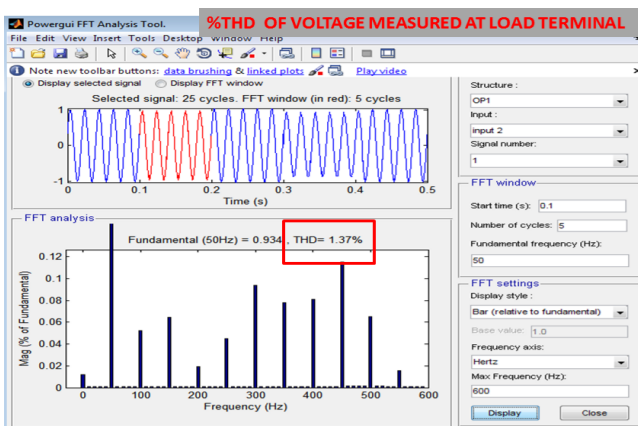 Powergui FFT Analysis Tool.
%THD OF VOLTAGE MEASURED AT LOAD TERMINAL
File Edit View Insert Tools Desktop Window Help
Note new toolbar buttons: data brushing & linked plots Play video
Display selected signal Display FFT window
Selected signal: 25 cycles. FFT window (in red): 5 cycles
1
0
-1
0 0.1 0.2 0.3 0.4 0.5
Time (s)
FFT analysis
Fundamental (50Hz) = 0.934 , THD= 1.37%
0.12
0.1
0.08
0.06
0.04
0.02
0
Mag (% of Fundamental)
0 100 200 300 400 500 600
Frequency (Hz)
Structure :
OP1
Input :
input 2
Signal number:
1
FFT window
Start time (s): 0.1
Number of cycles: 5
Fundamental frequency (Hz):
50
FFT settings
Display style :
Bar (relative to fundamental)
Base value: 1.0
Frequency axis:
Hertz
Max Frequency (Hz):
600
Display Close